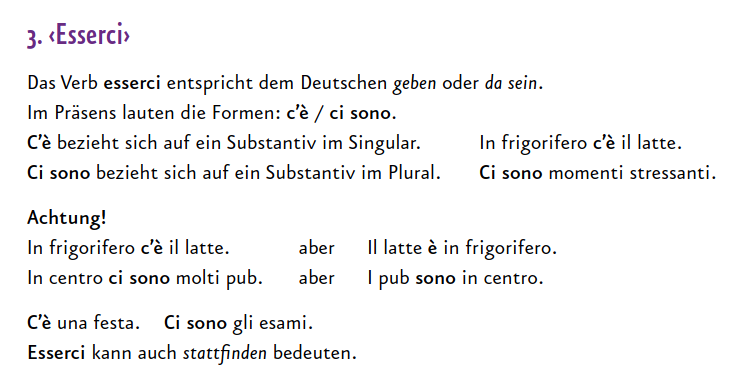 3. ‹Esserci›
Das Verb esserci entspricht dem Deutschen geben oder da sein.
Im Präsens lauten die Formen: c’è / ci sono.
C’è bezieht sich auf ein Substantiv im Singular. In frigorifero c’è il latte.
Ci sono bezieht sich auf ein Substantiv im Plural. Ci sono momenti stressanti.
Achtung!
In frigorifero c’è il latte. aber Il latte è in frigorifero.
In centro ci sono molti pub. aber I pub sono in centro.
C’è una festa. Ci sono gli esami.
Esserci kann auch stattfinden bedeuten.